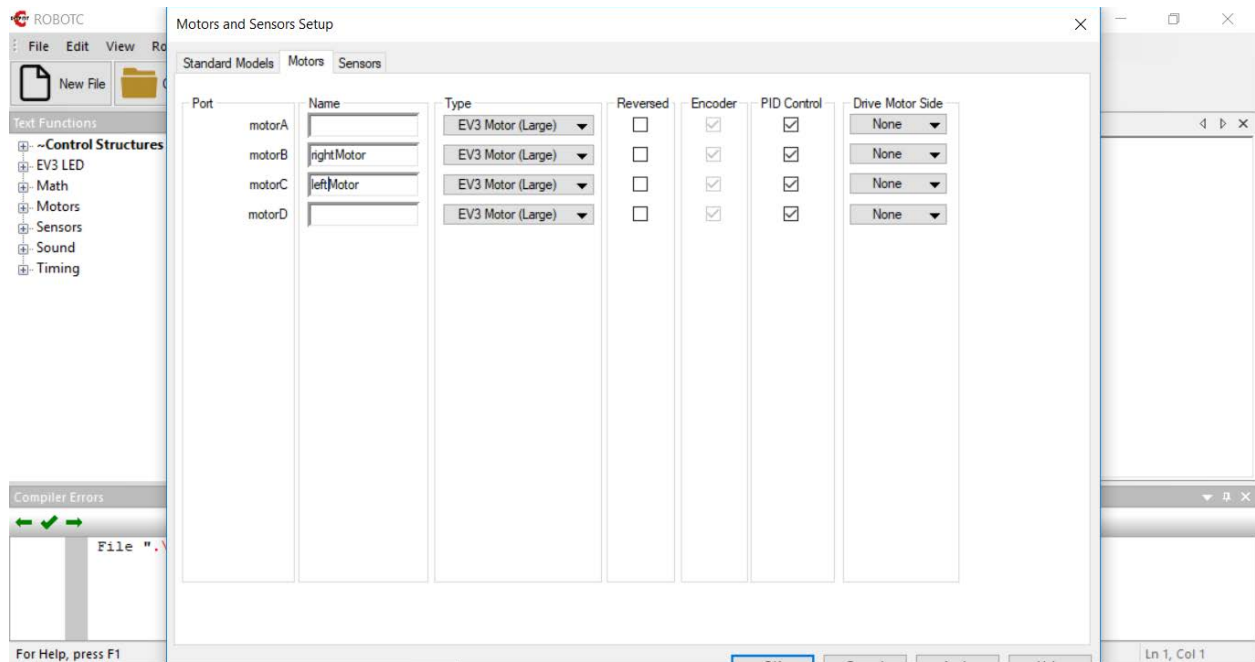 ROBOTC
Motors and Sensors Setup
File Edit View Ro
Standard Models Motors Sensors
New File
Port Name Type Reversed Encoder PID Control Drive Motor Side
Text Functions
motorA EV3 Motor (Large) None
~Control Structures
motorB rightMotor EV3 Motor (Large) None
EV3 LED
Math
motorC leftMotor EV3 Motor (Large) None
Motors
motorD EV3 Motor (Large) None
Sensors
Sound
Timing
Compiler Errors
File ".\
For Help, press F1
Ln 1, Col 1